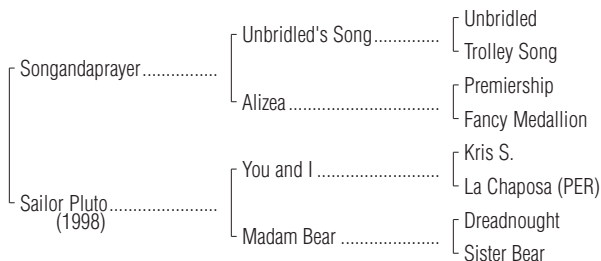 Unbridled
Unbridled's Song..............
Trolley Song
Songandaprayer................
Premiership
Alizea................................
Fancy Medallion
Kris S.
You and I ..........................
La Chaposa (PER)
Sailor Pluto.......................
(1998)
Dreadnought
Madam Bear .....................
Sister Bear